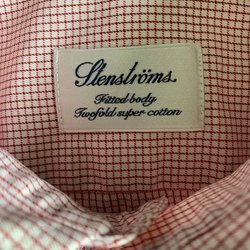 Stenströms.
Fitted body
Twofold super cotton